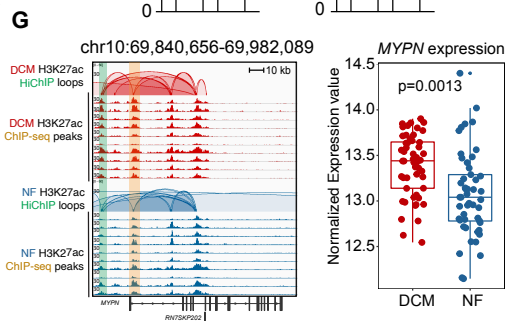 0
0
G
chr10:69,840,656-69,982,089
DCM H3K27ac
HiChIP loops
10 kb
DCM H3K27ac
ChIP-seq peaks
NF H3K27ac
HiChIP loops
NF H3K27ac
ChIP-seq peaks
MYPN
RN7SKP202
MYPN expression
Normalized Expression value
14.5
14.0
13.5
13.0
12.5
p=0.0013
DCM
NF